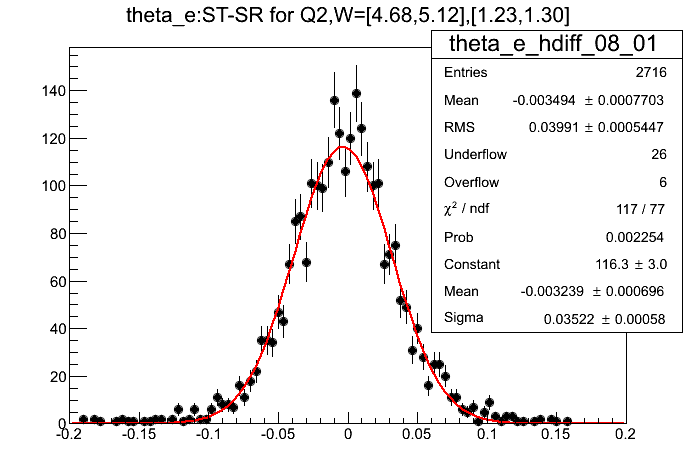 theta_e:ST-SR for Q2,W=[4.68,5.12],[1.23,1.30]
theta_e_hdiff_08_01
Entries 2716
Mean -0.003494 ± 0.0007703
RMS 0.03991 ± 0.0005447
Underflow 26
Overflow 6
χ² / ndf 117 / 77
Prob 0.002254
Constant 116.3 ± 3.0
Mean -0.003239 ± 0.000696
Sigma 0.03522 ± 0.00058
140
120
100
80
60
40
20
0
-0.2 -0.15 -0.1 -0.05 0 0.05 0.1 0.15 0.2